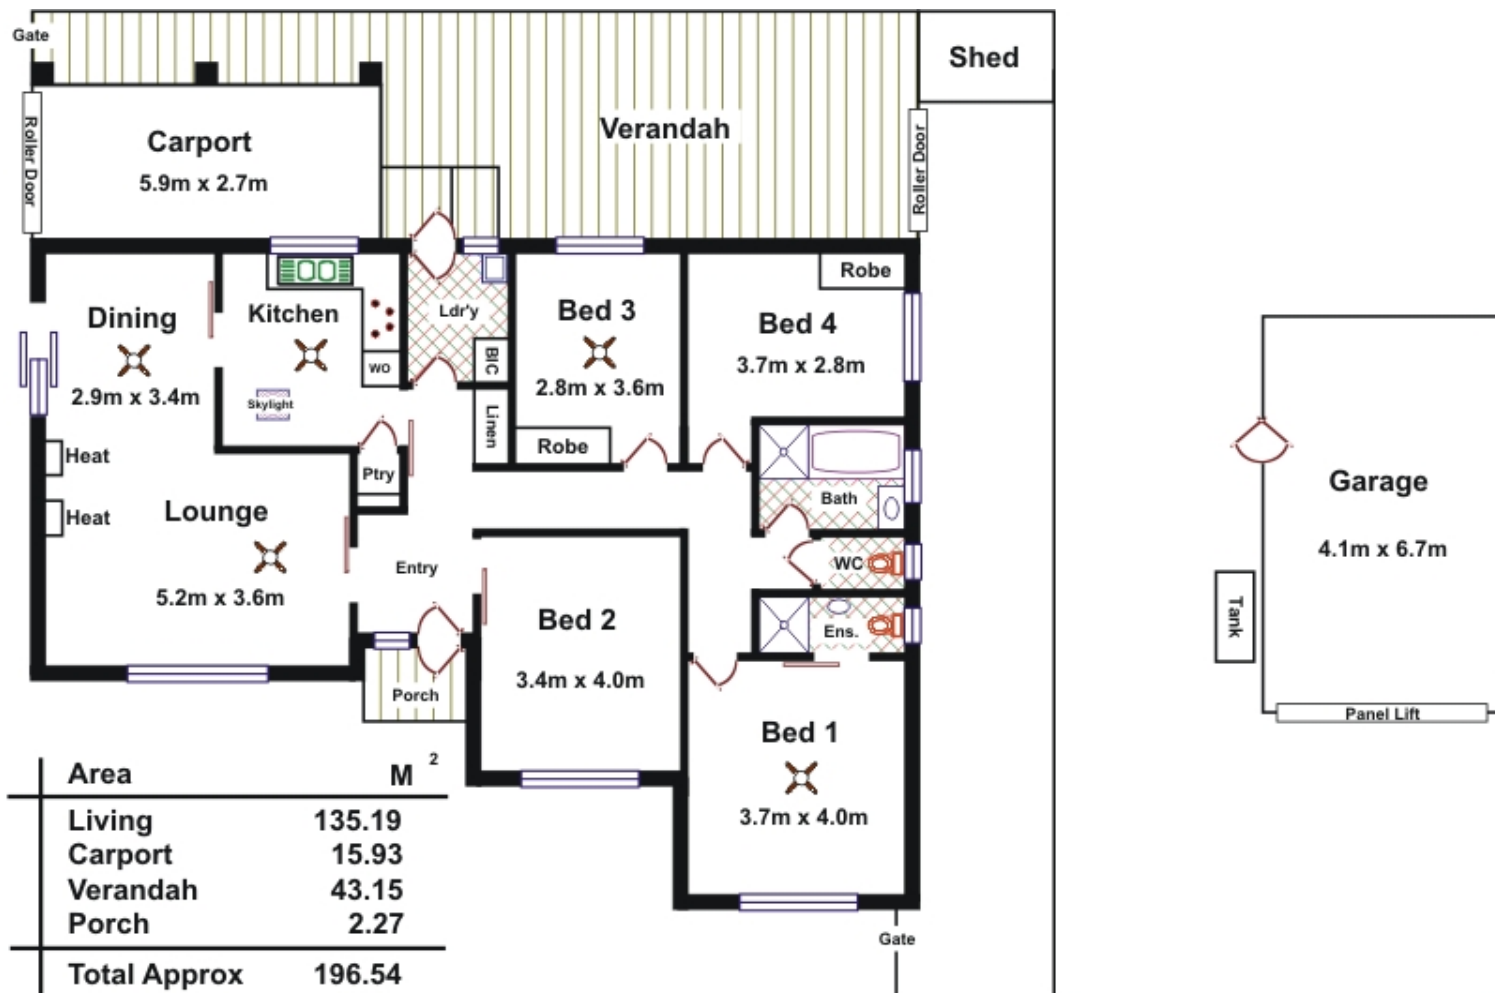 Gate
Shed
Verandah
Carport
5.9m x 2.7m
Roller Door
Roller Door
Robe
Dining
2.9m x 3.4m
Kitchen
Ldr'y
Bed 3
2.8m x 3.6m
Bed 4
3.7m x 2.8m
WO
BIC
Skylight
Linen
Robe
Heat
Heat
Ptry
Bath
Lounge
5.2m x 3.6m
Entry
WC
Ens.
Bed 2
3.4m x 4.0m
Porch
Bed 1
3.7m x 4.0m
Gate
Garage
4.1m x 6.7m
Tank
Panel Lift
Area M 2
Living 135.19
Carport 15.93
Verandah 43.15
Porch 2.27
Total Approx 196.54